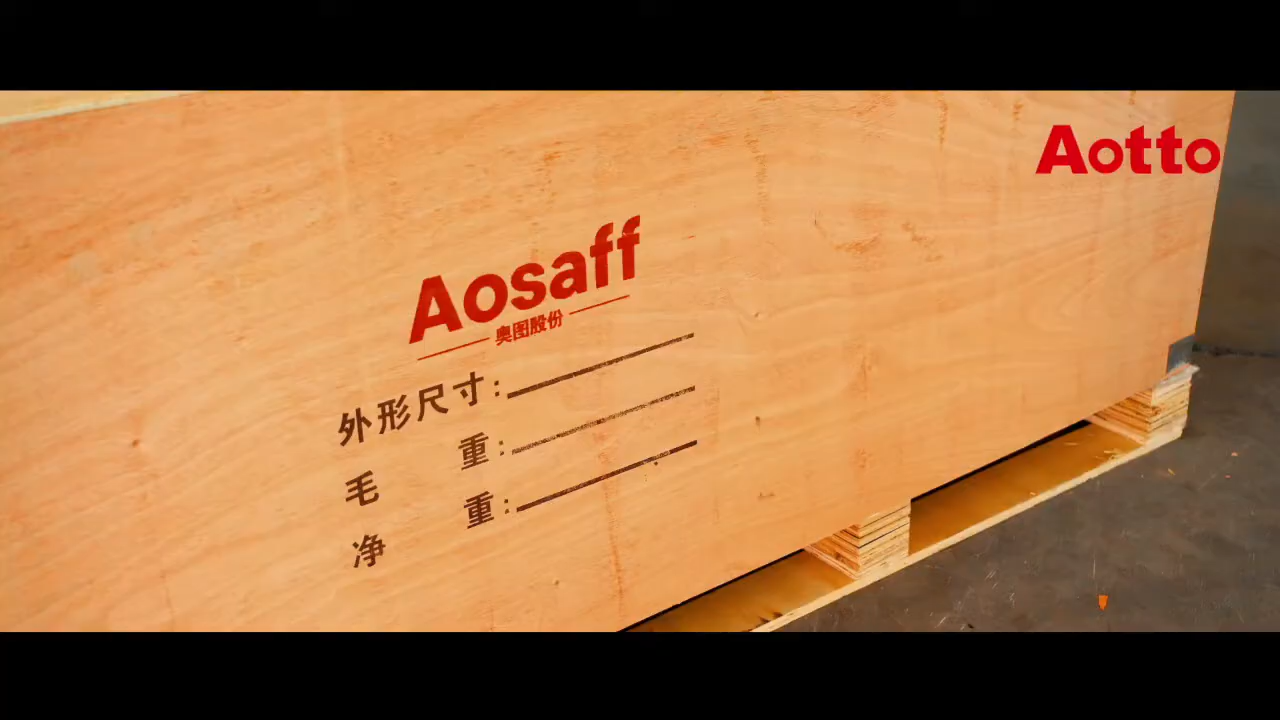 Aotto
Aosaff
奥图股份
外形尺寸:
毛 重:
净 重: